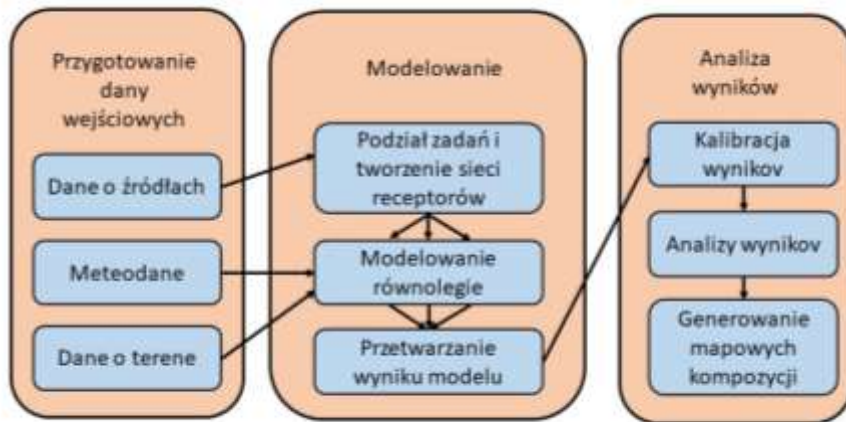 Przygotowanie
dany
wejściowych
Dane o źródłach
Meteodane
Dane o terene
Modelowanie
Podział zadań i
tworzenie sieci
receptorów
Modelowanie
równolegie
Przetwarzanie
wyniku modelu
Analiza
wyników
Kalibracja
wynikov
Analizy wynikov
Generowanie
mapowych
kompozycji